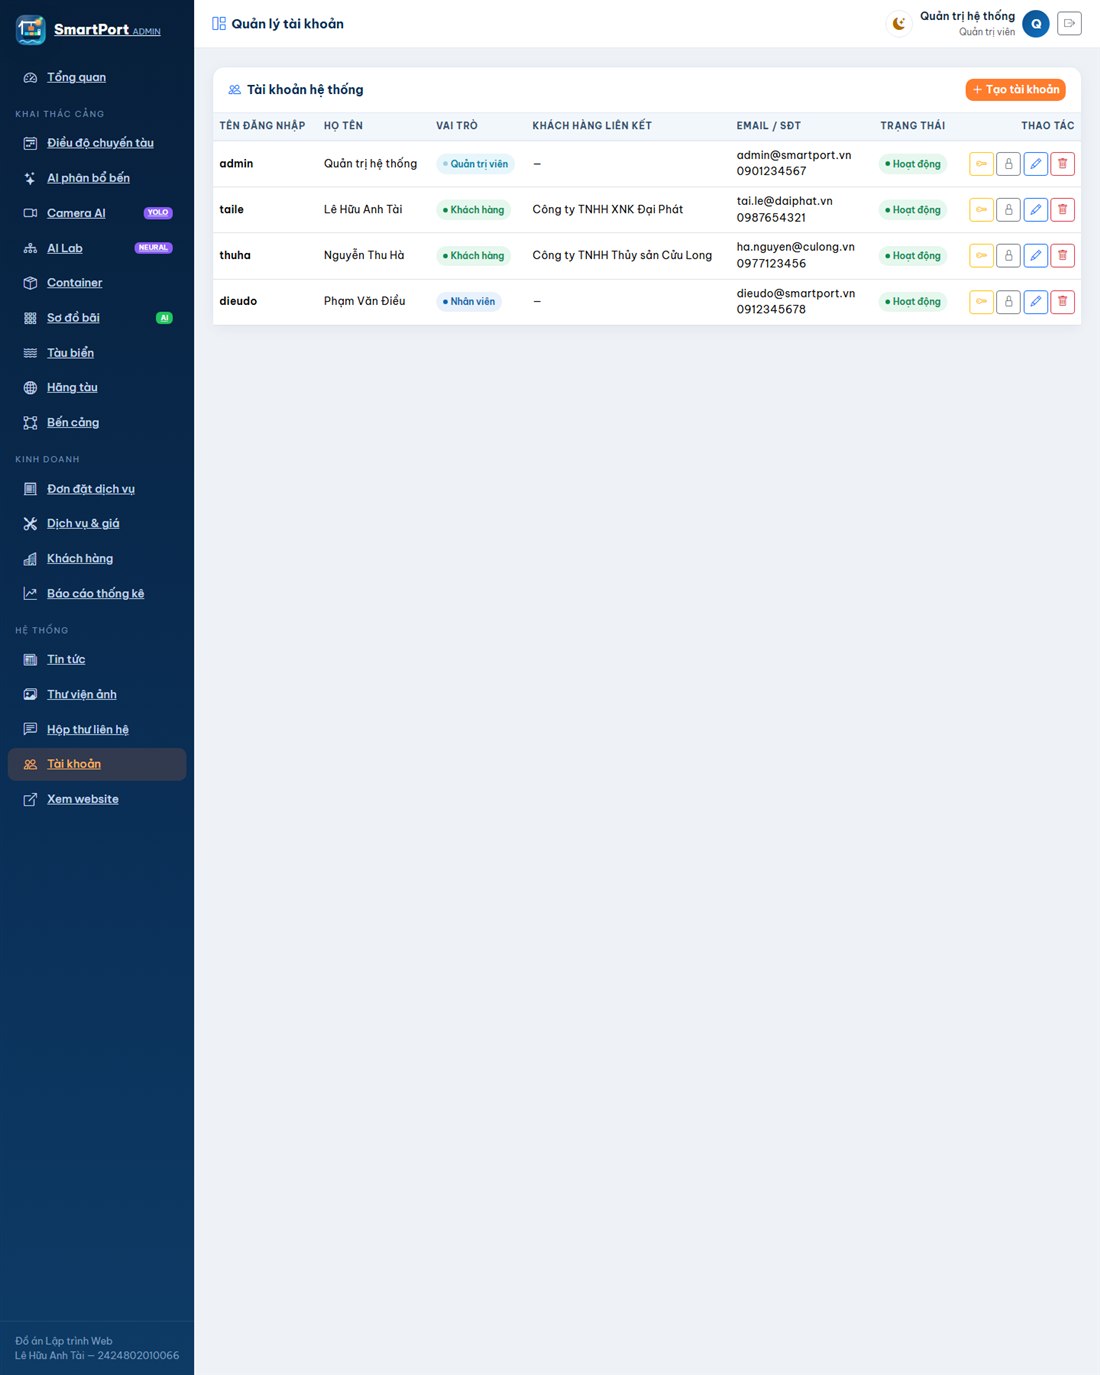 SmartPort ADMIN
Tổng quan
KHAI THÁC CẢNG
Điều độ chuyến tàu
AI phân bổ bến
Camera AI YOLO
AI Lab NEURAL
Container
Sơ đồ bãi AI
Tàu biển
Hãng tàu
Bến cảng
KINH DOANH
Đơn đặt dịch vụ
Dịch vụ & giá
Khách hàng
Báo cáo thống kê
HỆ THỐNG
Tin tức
Thư viện ảnh
Hộp thư liên hệ
Tài khoản
Xem website
Đồ án Lập trình Web
Lê Hữu Anh Tài — 2424802010066
Quản lý tài khoản
Quản trị hệ thống
Quản trị viên
Q
Tài khoản hệ thống
+ Tạo tài khoản
TÊN ĐĂNG NHẬP HỌ TÊN VAI TRÒ KHÁCH HÀNG LIÊN KẾT EMAIL / SĐT TRẠNG THÁI THAO TÁC
admin Quản trị hệ thống Quản trị viên — admin@smartport.vn Hoạt động
0901234567
taile Lê Hữu Anh Tài Khách hàng Công ty TNHH XNK Đại Phát tai.le@daiphat.vn Hoạt động
0987654321
thuha Nguyễn Thu Hà Khách hàng Công ty TNHH Thủy sản Cửu Long ha.nguyen@culong.vn Hoạt động
0977123456
dieudo Phạm Văn Điều Nhân viên — dieudo@smartport.vn Hoạt động
0912345678